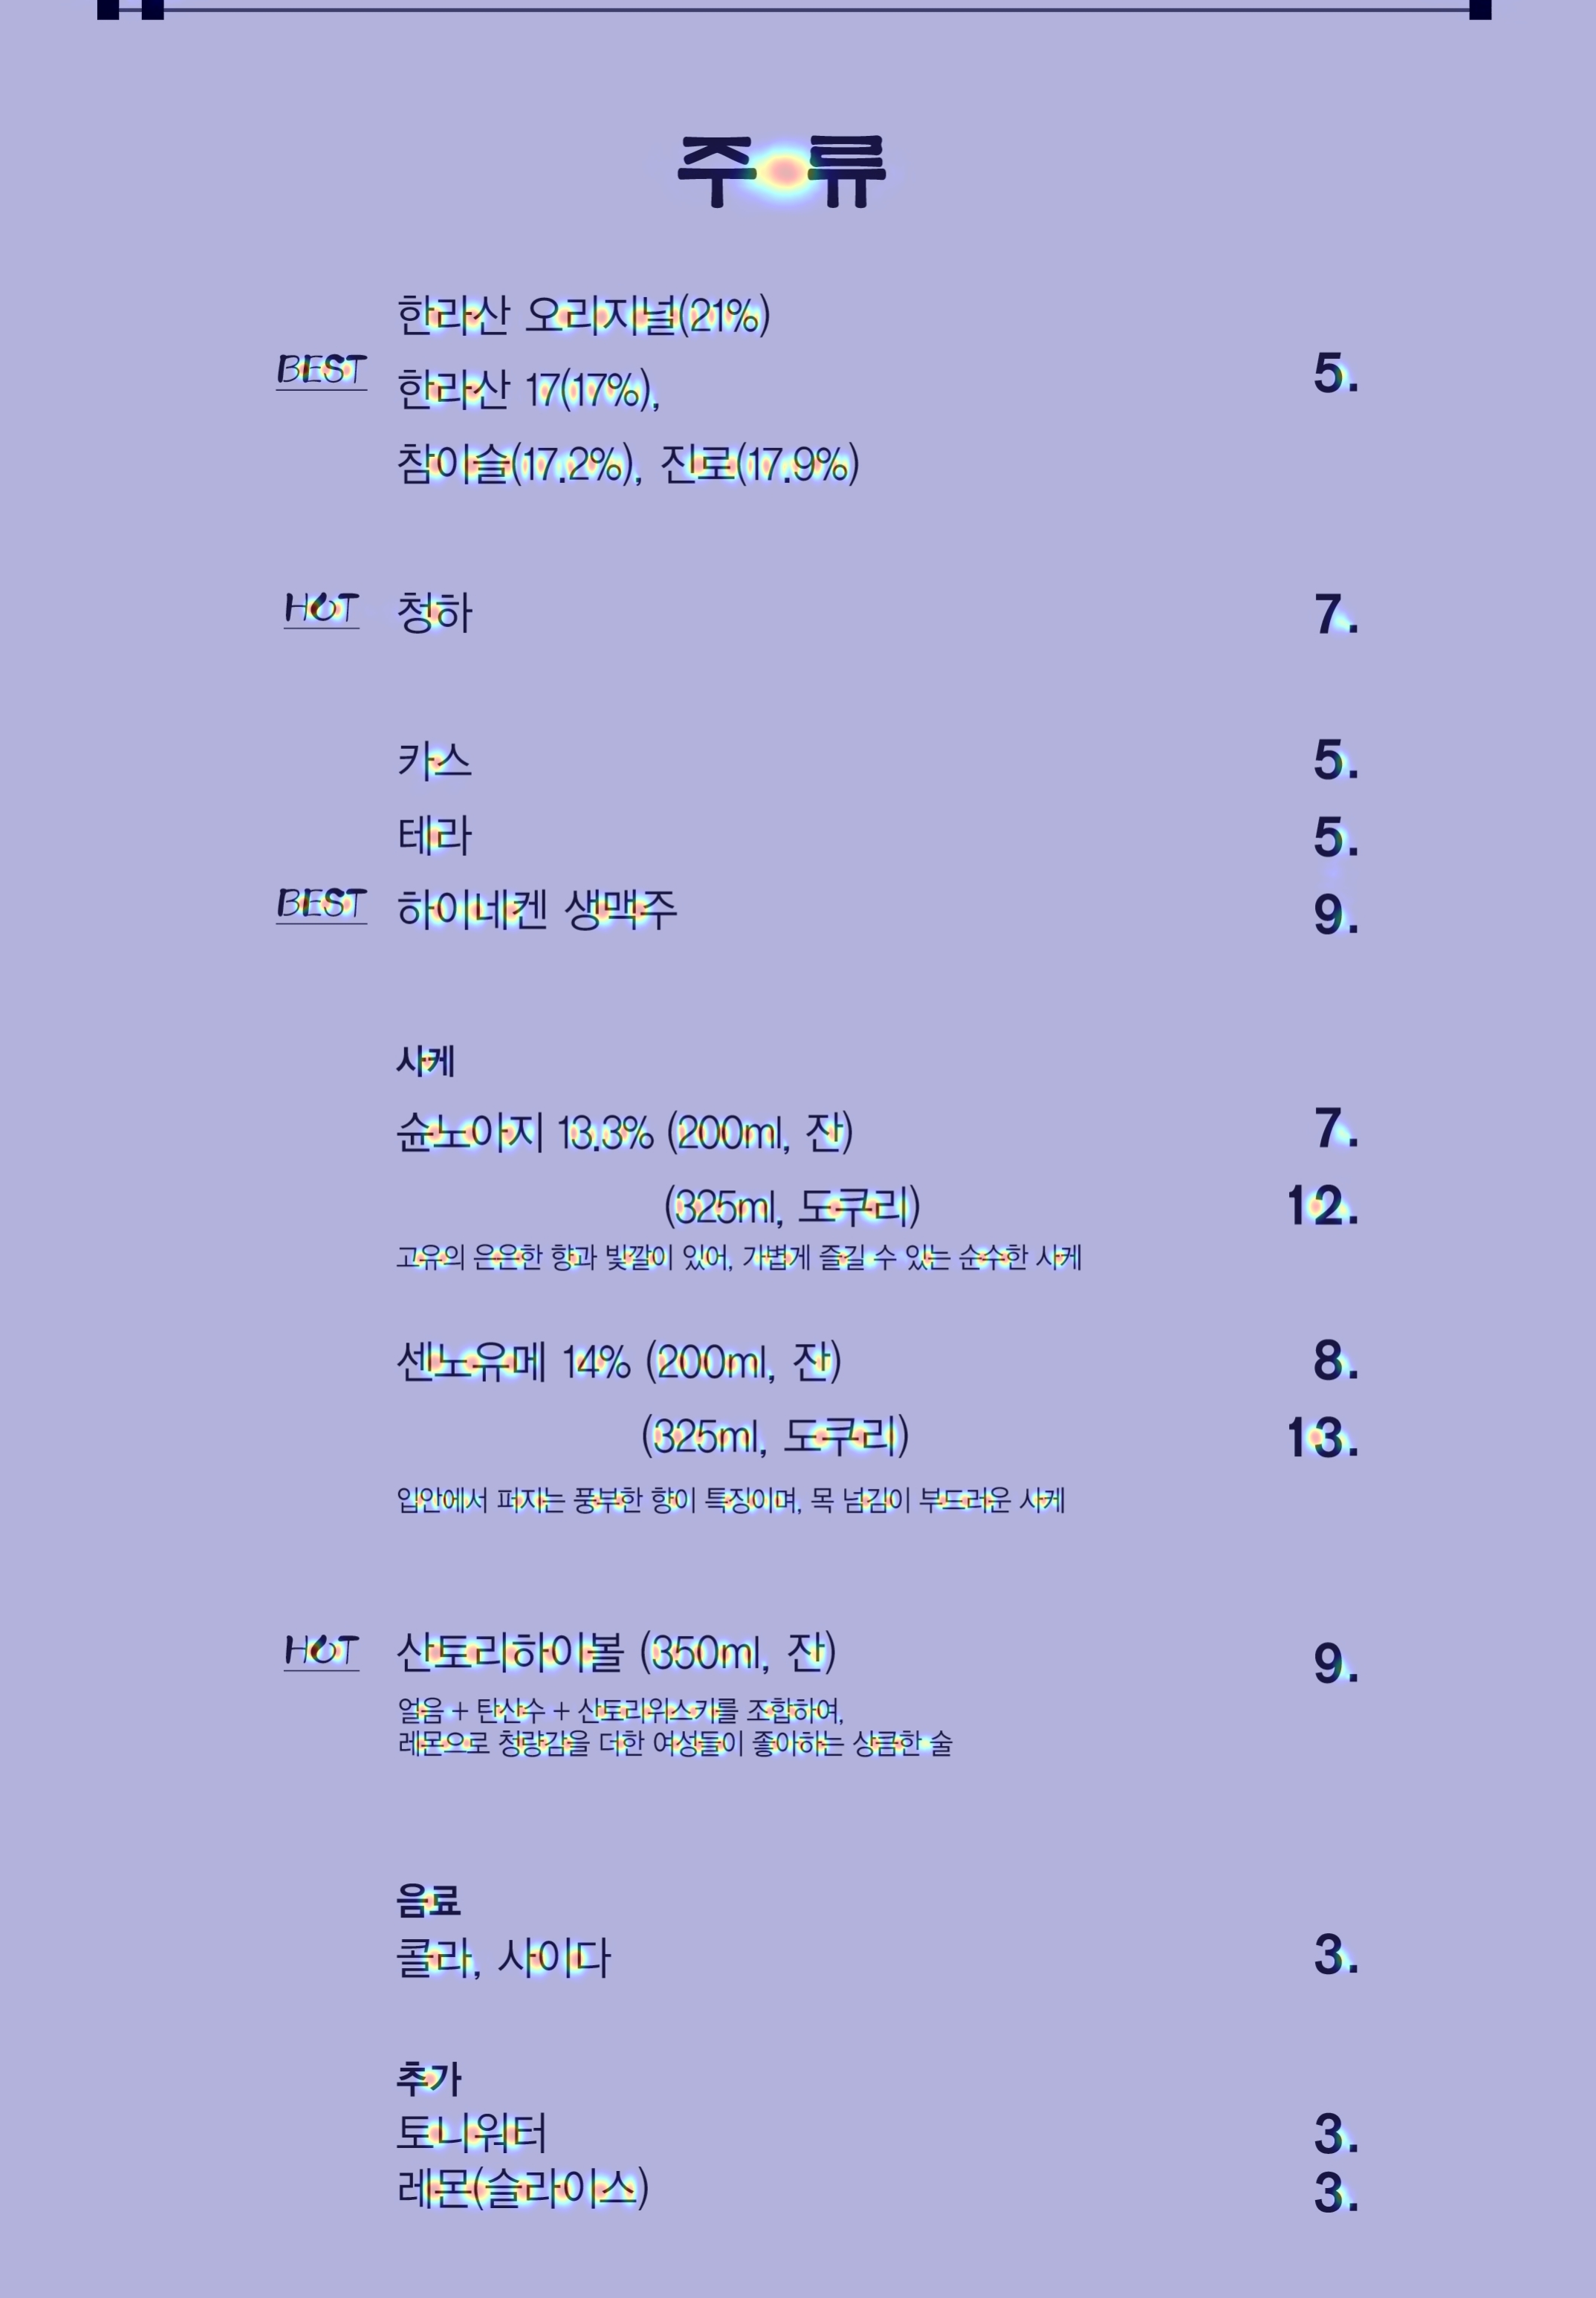 주류
한라산 오리지널(21%)
BEST 한라산 17(17%), 5.
참이슬(17.2%), 진로(17.9%)
HOT 청하 7.
카스 5.
테라 5.
BEST 하이네켄 생맥주 9.
사케
슌노이지 13.3% (200ml, 잔) 7.
(325ml, 도쿠리) 12.
고유의 은은한 향과 빛깔이 있어, 가볍게 즐길 수 있는 순수한 사케
센노유메 14% (200ml, 잔) 8.
(325ml, 도쿠리) 13.
입안에서 퍼지는 풍부한 향이 특징이며, 목 넘김이 부드러운 사케
HOT 산토리하이볼 (350ml, 잔) 9.
얼음 + 탄산수 + 산토리위스키를 조합하여,
레몬으로 청량감을 더한 여성들이 좋아하는 상큼한 술
음료
콜라, 사이다 3.
추가
토니워터 3.
레몬(슬라이스) 3.